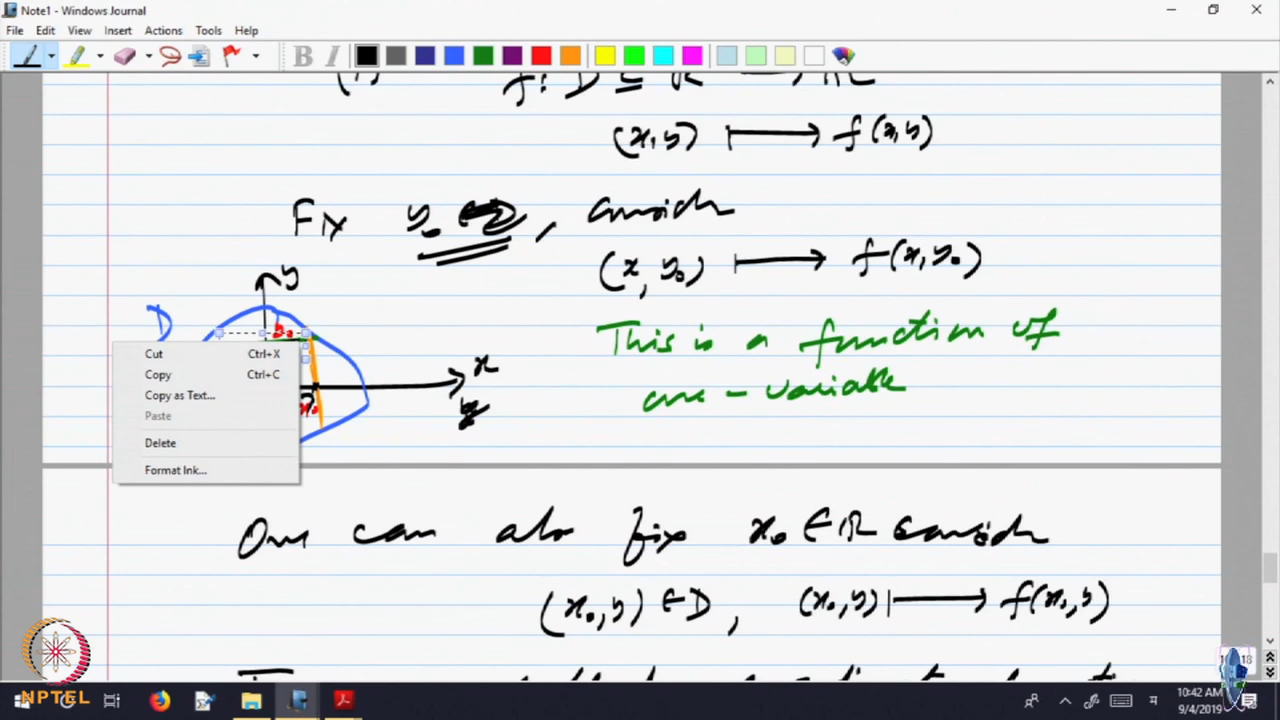 Note1 - Windows Journal
File Edit View Insert Actions Tools Help
f: D ⊆ R
(x,y) ⟼ f(x,y)
Fix y₀ , consider
(x, y₀) ⟼ f(x, y₀)
y
D
x
This is a function of
one-variable
Cut Ctrl+X
Copy Ctrl+C
Copy as Text...
Paste
Delete
Format Ink...
One can also fix x₀ ∈ R consider
(x₀,y) ∈ D, (x₀,y) ⟼ f(x₀,y)
NPTEL
10:42 AM
9/4/2019